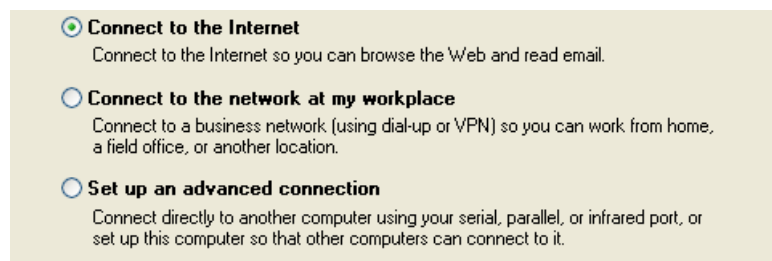 Connect to the Internet
Connect to the Internet so you can browse the Web and read email.
Connect to the network at my workplace
Connect to a business network (using dial-up or VPN) so you can work from home,
a field office, or another location.
Set up an advanced connection
Connect directly to another computer using your serial, parallel, or infrared port, or
set up this computer so that other computers can connect to it.